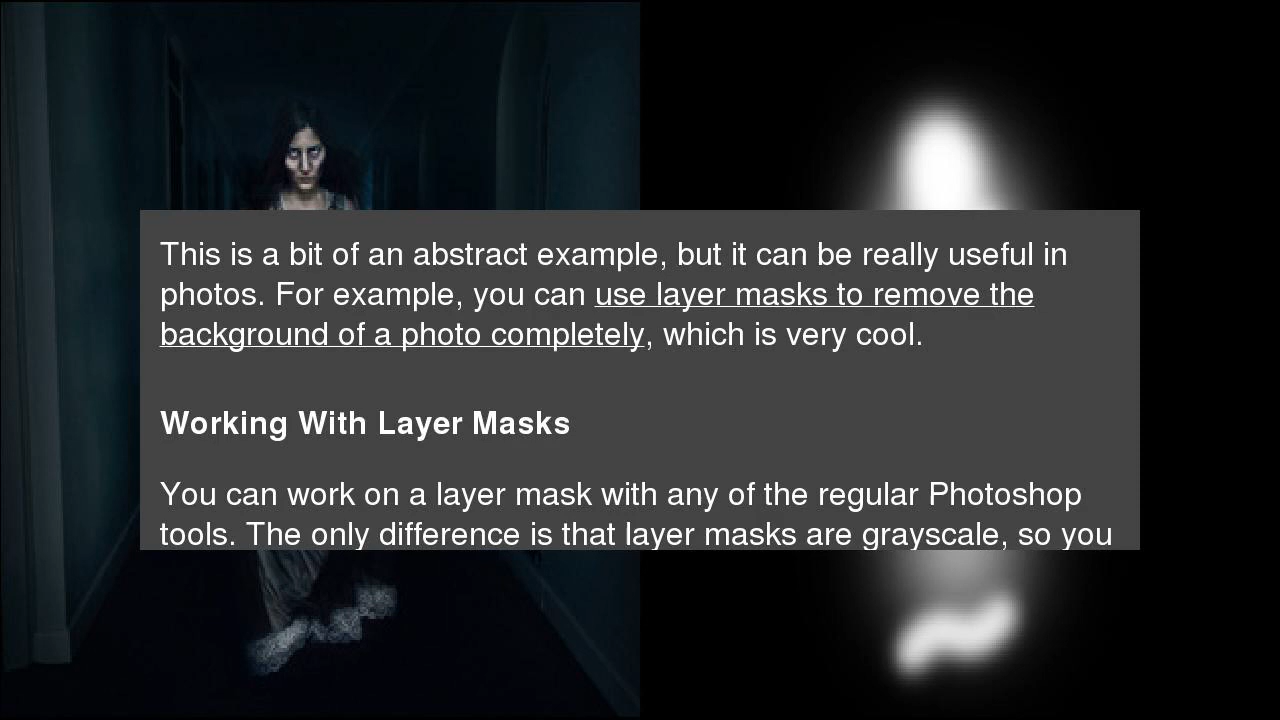 This is a bit of an abstract example, but it can be really useful in
photos. For example, you can use layer masks to remove the
background of a photo completely, which is very cool.
Working With Layer Masks
You can work on a layer mask with any of the regular Photoshop
tools. The only difference is that layer masks are grayscale, so you